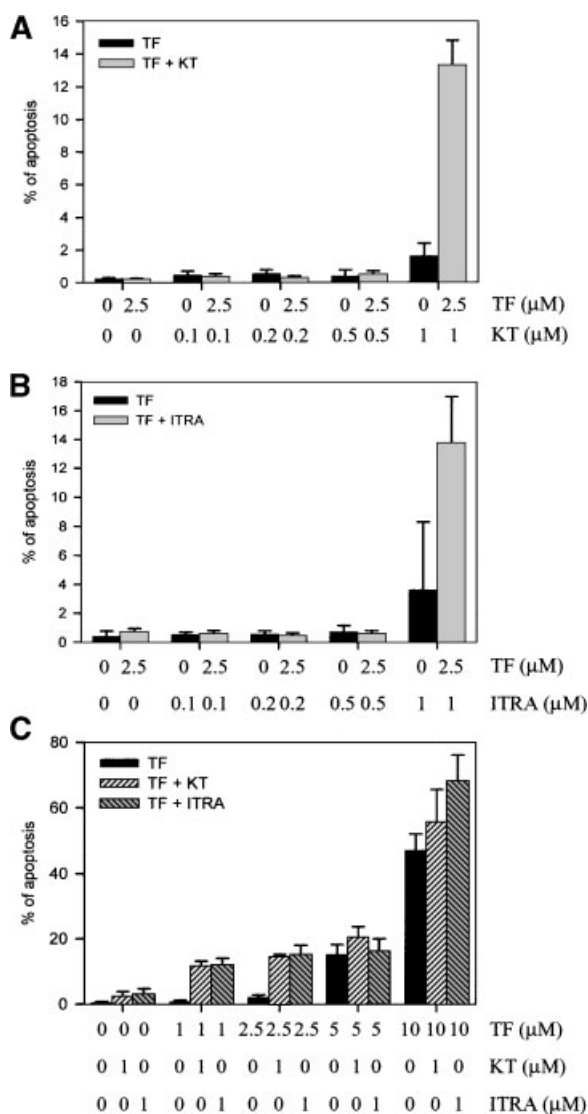 A
16
14
12
10
8
6
4
2
0
% of apoptosis
TF
TF + KT
0 2.5 0 2.5 0 2.5 0 2.5 0 2.5 TF (μM)
0 0 0.1 0.1 0.2 0.2 0.5 0.5 1 1 KT (μM)
B
18
16
14
12
10
8
6
4
2
0
% of apoptosis
TF
TF + ITRA
0 2.5 0 2.5 0 2.5 0 2.5 0 2.5 TF (μM)
0 0 0.1 0.1 0.2 0.2 0.5 0.5 1 1 ITRA (μM)
C
80
60
40
20
0
% of apoptosis
TF
TF + KT
TF + ITRA
0 0 0 1 1 1 2.5 2.5 2.5 5 5 5 10 10 10 TF (μM)
0 1 0 0 1 0 0 1 0 0 1 0 0 1 0 KT (μM)
0 0 1 0 0 1 0 0 1 0 0 1 0 0 1 ITRA (μM)